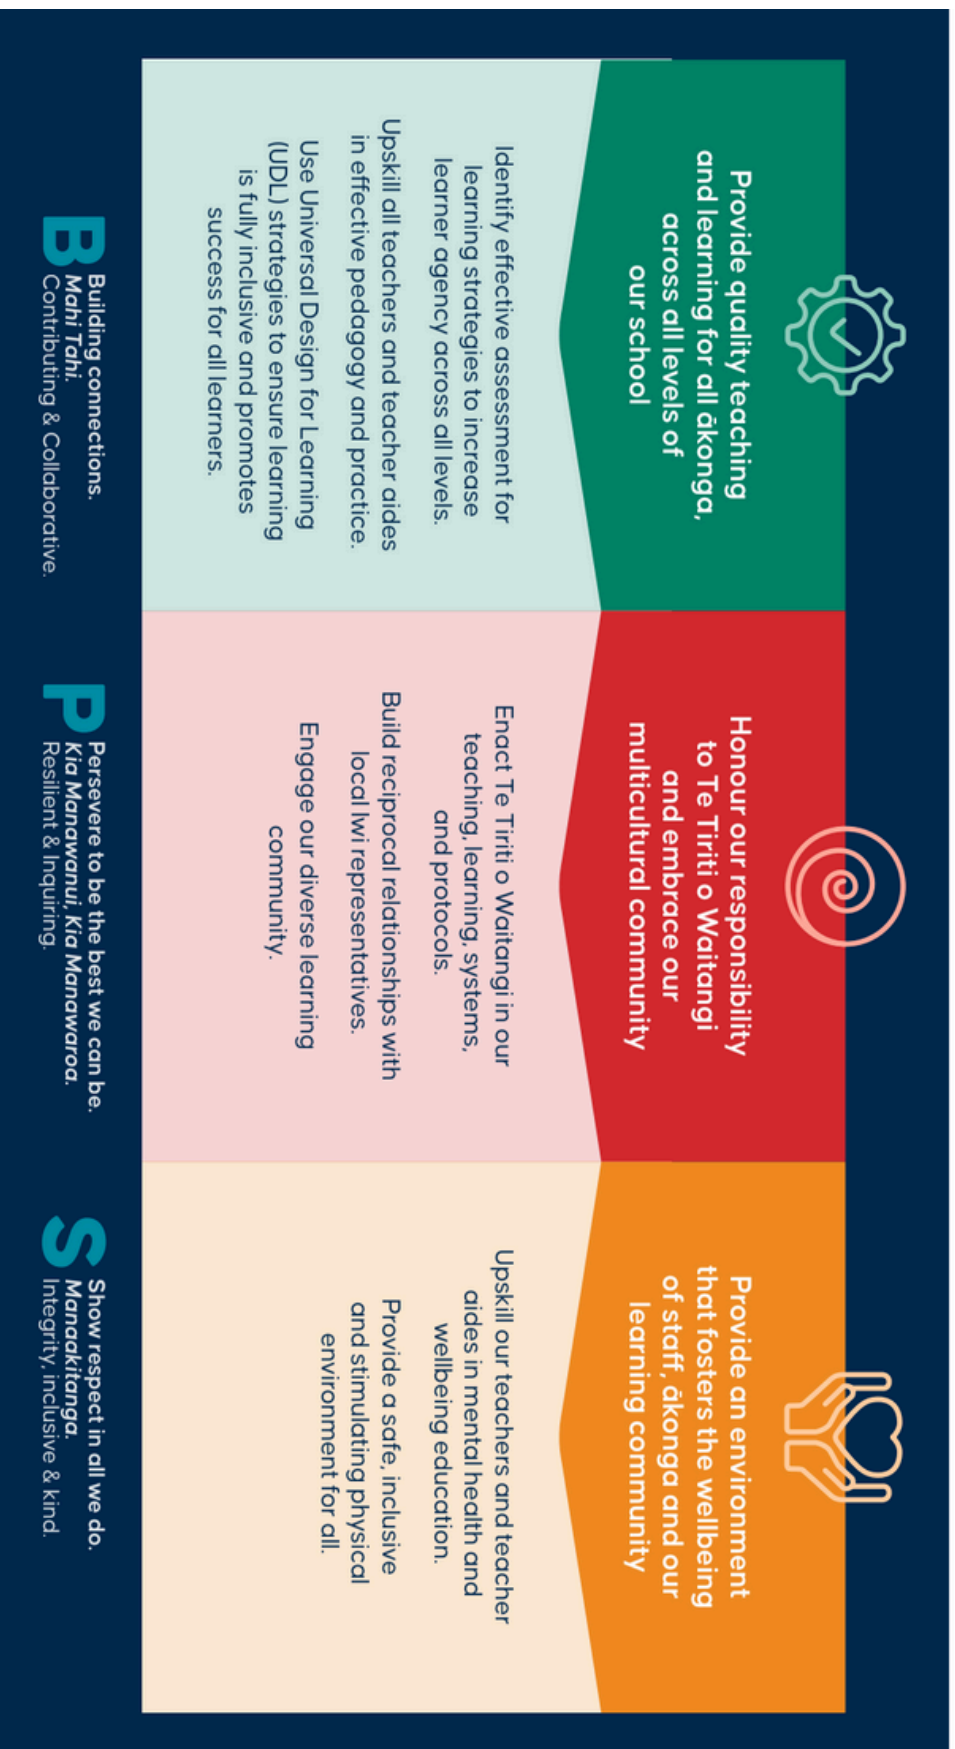 Provide quality teaching
and learning for all ākonga,
across all levels of
our school
Identify effective assessment for
learning strategies to increase
learner agency across all levels.
Upskill all teachers and teacher aides
in effective pedagogy and practice.
Use Universal Design for Learning
(UDL) strategies to ensure learning
is fully inclusive and promotes
success for all learners.
Honour our responsibility
to Te Tiriti o Waitangi
and embrace our
multicultural community
Enact Te Tiriti o Waitangi in our
teaching, learning, systems,
and protocols.
Build reciprocal relationships with
local Iwi representatives.
Engage our diverse learning
community.
Provide an environment
that fosters the wellbeing
of staff, ākonga and our
learning community
Upskill our teachers and teacher
aides in mental health and
wellbeing education.
Provide a safe, inclusive
and stimulating physical
environment for all.
B
Building connections.
Mahi Tahi.
Contributing & Collaborative.
P
Persevere to be the best we can be.
Kia Manawanui, Kia Manawaroa.
Resilient & Inquiring.
S
Show respect in all we do.
Manaakitanga.
Integrity, inclusive & kind.